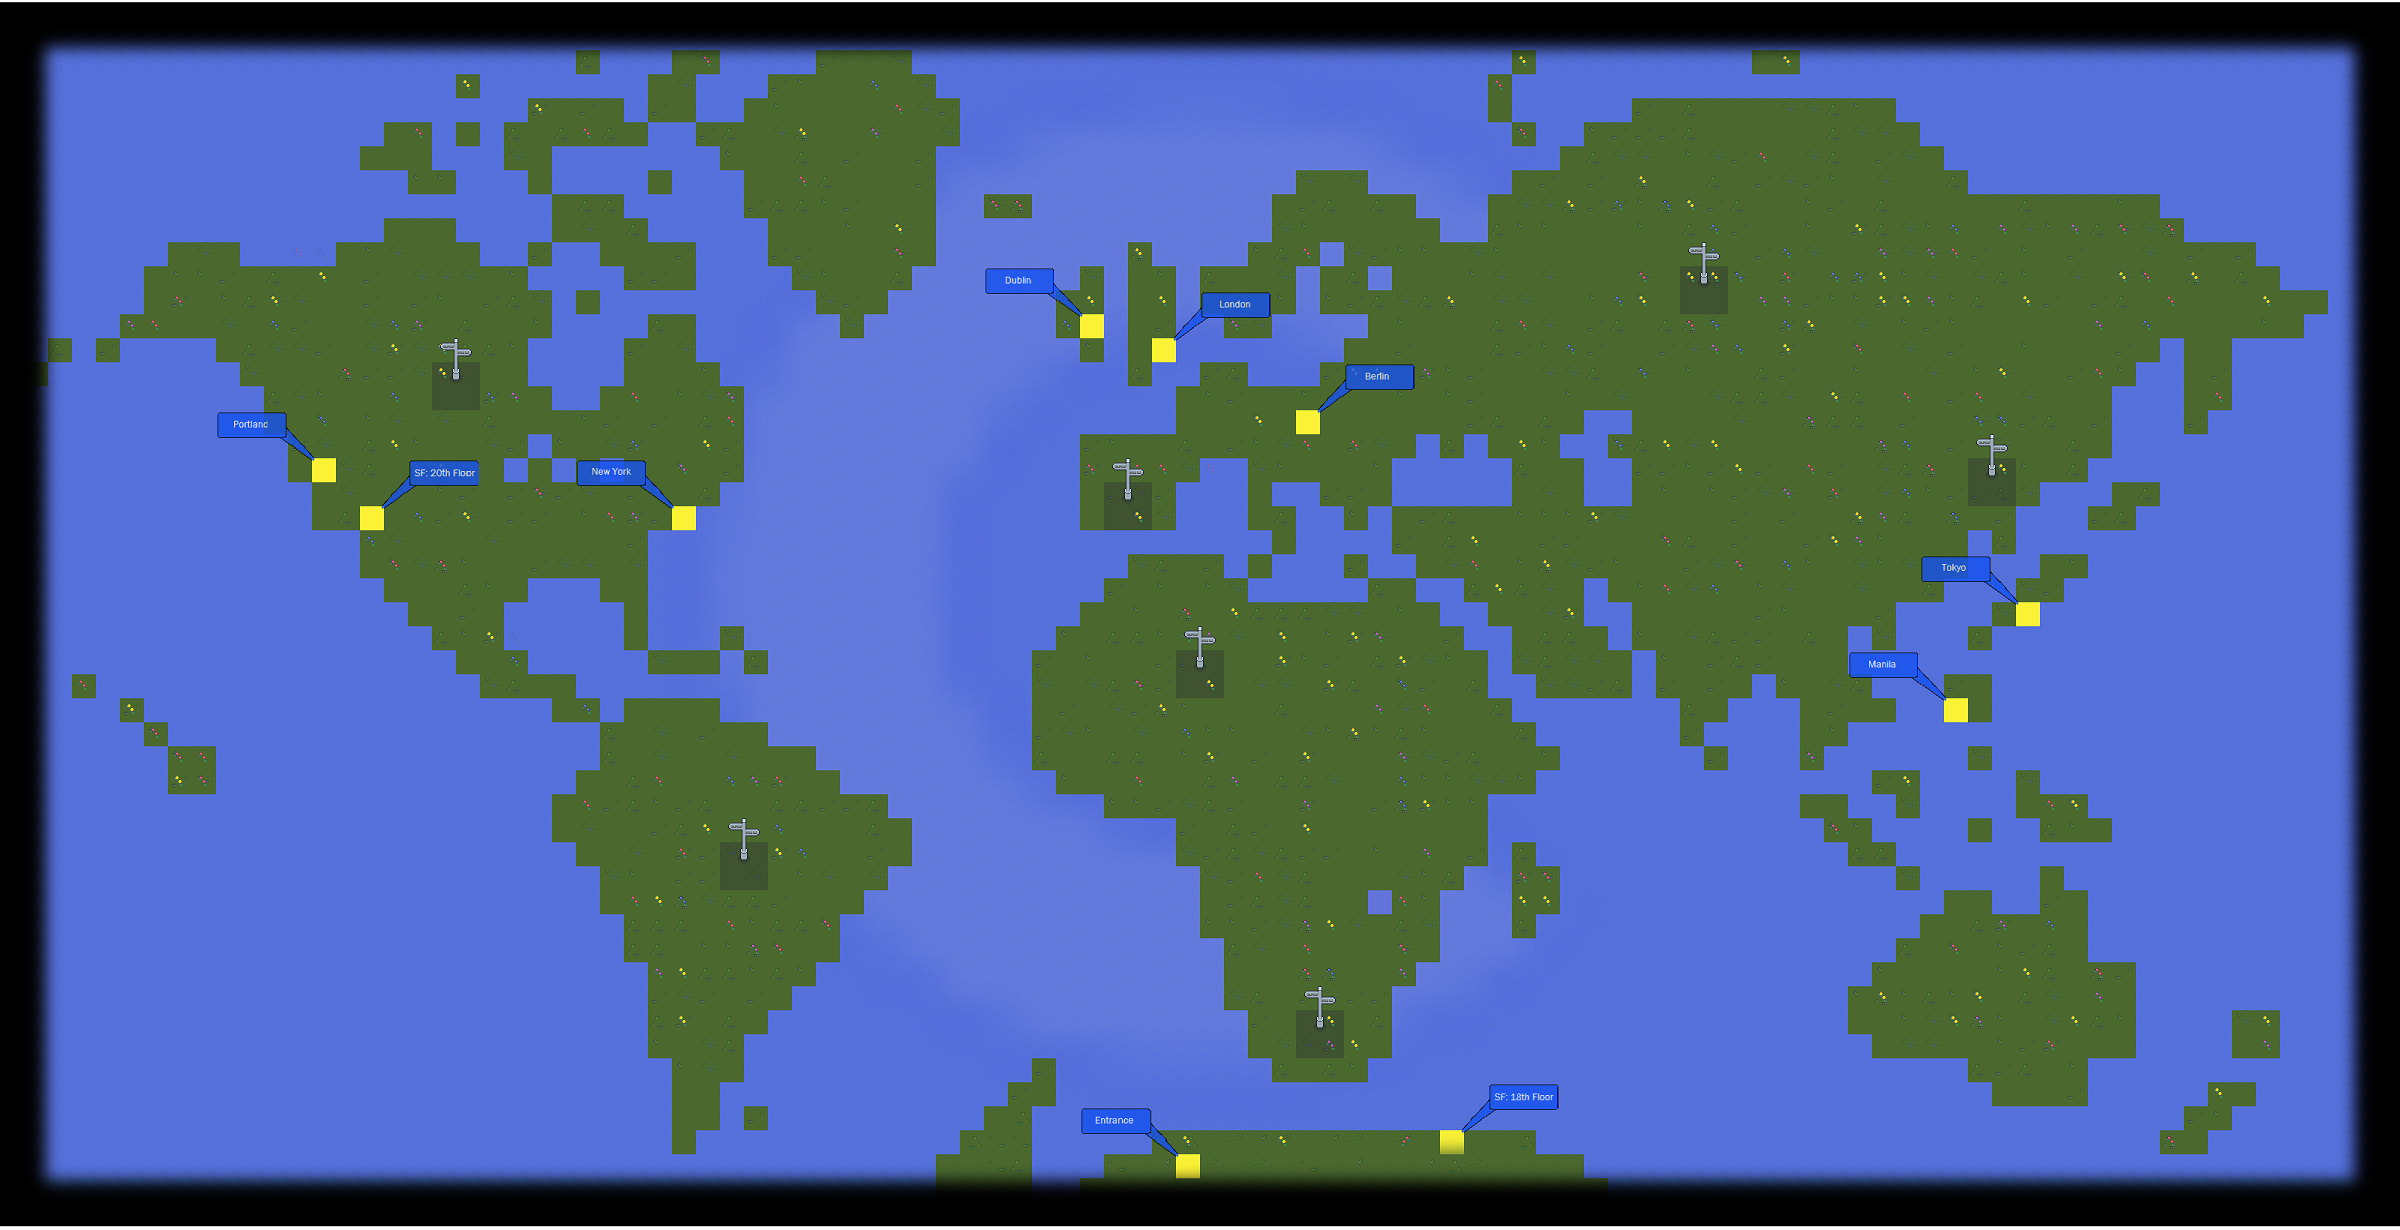 Dublin
London
Berlin
Portland
SF: 20th Floor
New York
Tokyo
Manila
SF: 18th Floor
Entrance